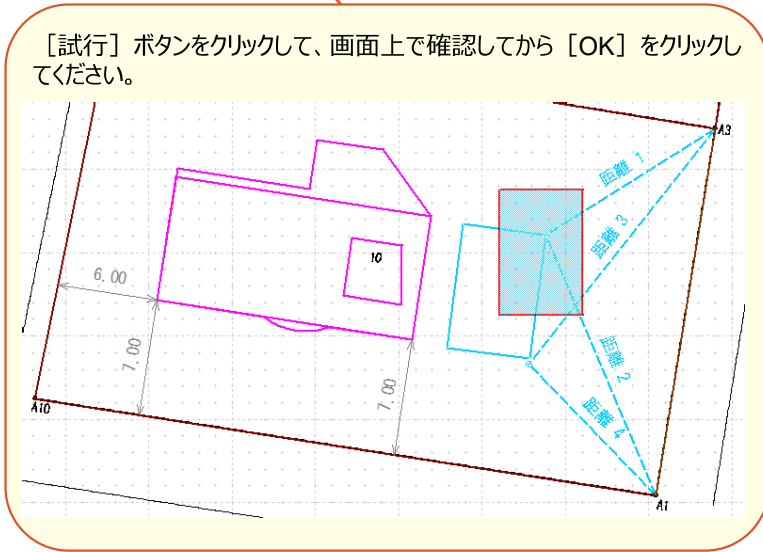 ［試行］ボタンをクリックして、画面上で確認してから［OK］をクリックし
てください。
A3
距離 1
距離 3
10
6.00
7.00
距離 2
7.00
距離 4
A10
A1